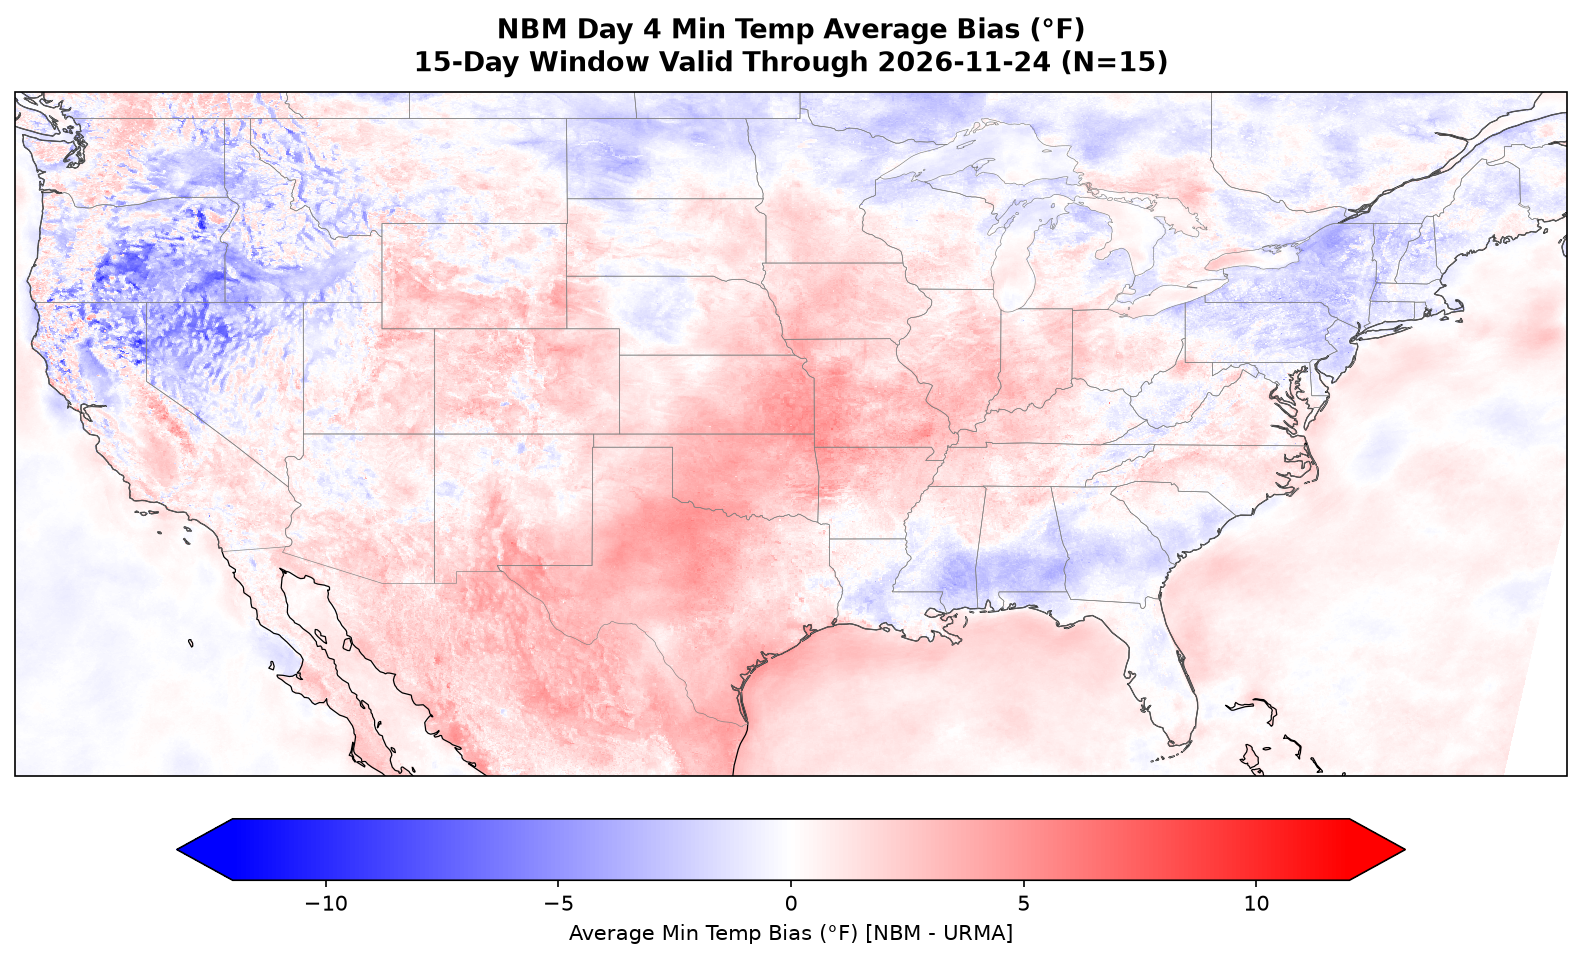 NBM Day 4 Min Temp Average Bias (°F)
15-Day Window Valid Through 2026-11-24 (N=15)
−10 −5 0 5 10
Average Min Temp Bias (°F) [NBM - URMA]